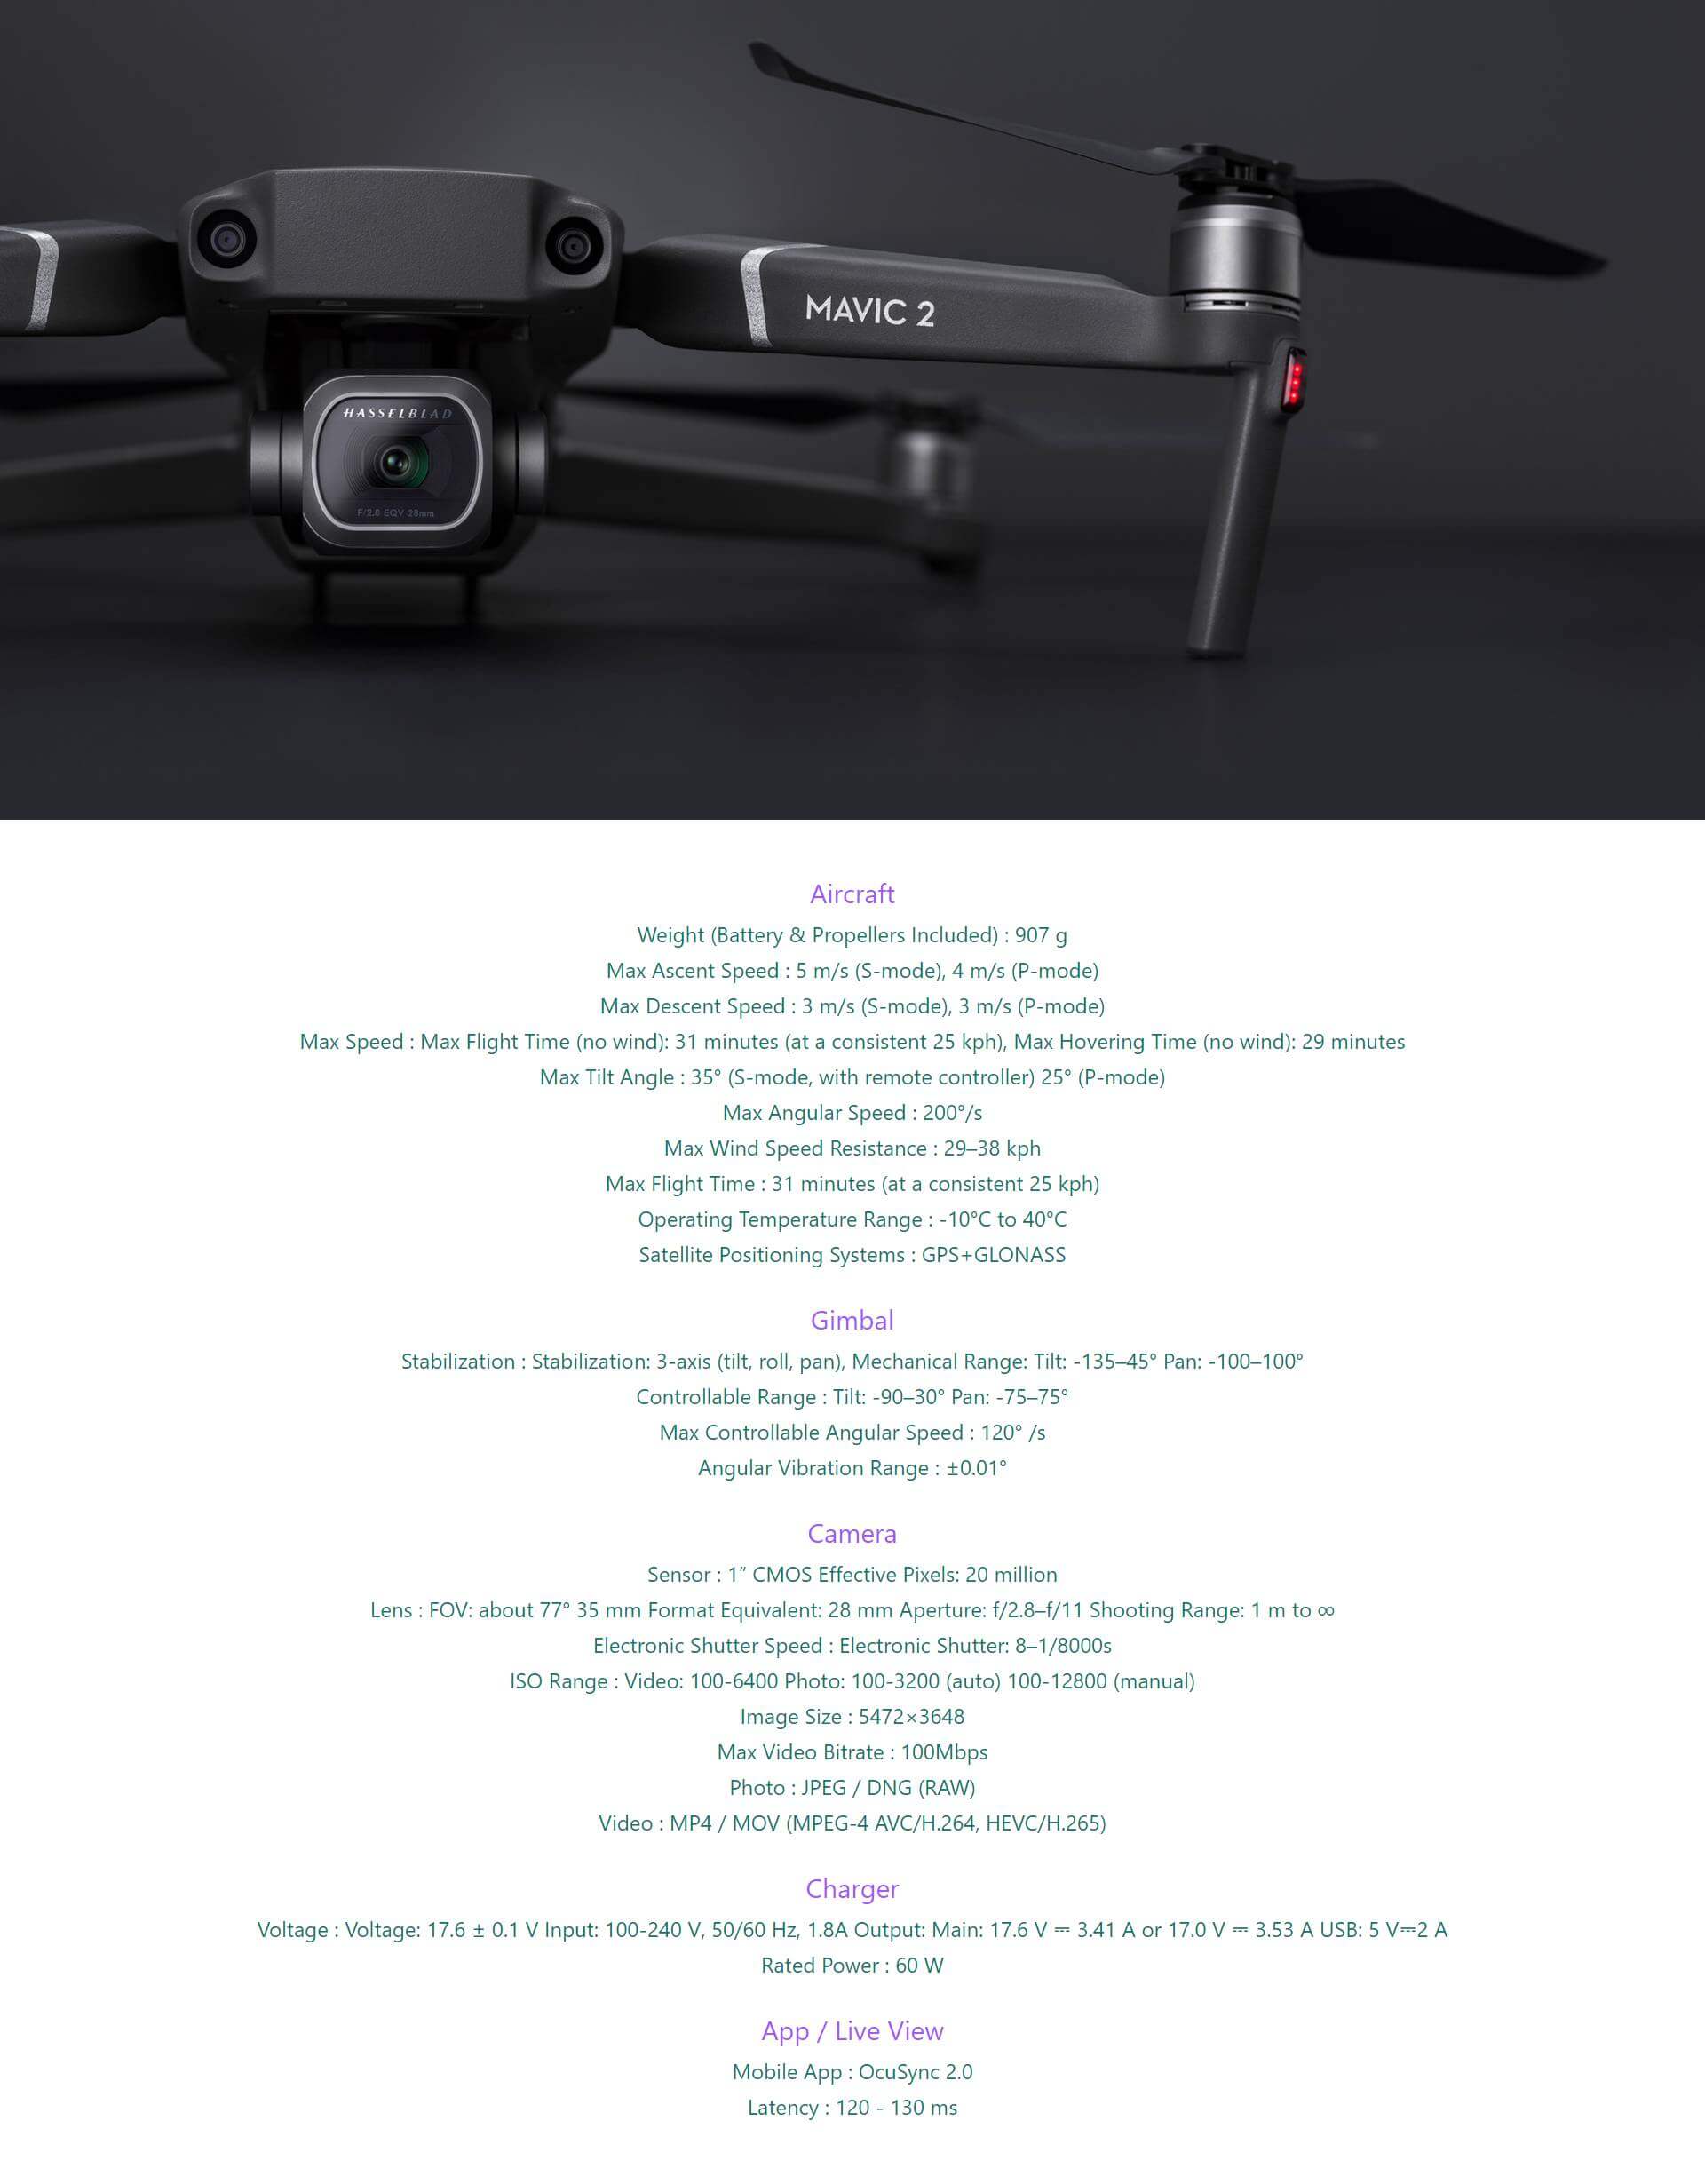 MAVIC 2
HASSELBLAD
F/2.8 EQV 28mm
Aircraft
Weight (Battery & Propellers Included) : 907 g
Max Ascent Speed : 5 m/s (S-mode), 4 m/s (P-mode)
Max Descent Speed : 3 m/s (S-mode), 3 m/s (P-mode)
Max Speed : Max Flight Time (no wind): 31 minutes (at a consistent 25 kph), Max Hovering Time (no wind): 29 minutes
Max Tilt Angle : 35° (S-mode, with remote controller) 25° (P-mode)
Max Angular Speed : 200°/s
Max Wind Speed Resistance : 29–38 kph
Max Flight Time : 31 minutes (at a consistent 25 kph)
Operating Temperature Range : -10°C to 40°C
Satellite Positioning Systems : GPS+GLONASS
Gimbal
Stabilization : Stabilization: 3-axis (tilt, roll, pan), Mechanical Range: Tilt: -135–45° Pan: -100–100°
Controllable Range : Tilt: -90–30° Pan: -75–75°
Max Controllable Angular Speed : 120° /s
Angular Vibration Range : ±0.01°
Camera
Sensor : 1” CMOS Effective Pixels: 20 million
Lens : FOV: about 77° 35 mm Format Equivalent: 28 mm Aperture: f/2.8–f/11 Shooting Range: 1 m to ∞
Electronic Shutter Speed : Electronic Shutter: 8–1/8000s
ISO Range : Video: 100-6400 Photo: 100-3200 (auto) 100-12800 (manual)
Image Size : 5472×3648
Max Video Bitrate : 100Mbps
Photo : JPEG / DNG (RAW)
Video : MP4 / MOV (MPEG-4 AVC/H.264, HEVC/H.265)
Charger
Voltage : Voltage: 17.6 ± 0.1 V Input: 100-240 V, 50/60 Hz, 1.8A Output: Main: 17.6 V ⎓ 3.41 A or 17.0 V ⎓ 3.53 A USB: 5 V⎓2 A
Rated Power : 60 W
App / Live View
Mobile App : OcuSync 2.0
Latency : 120 - 130 ms